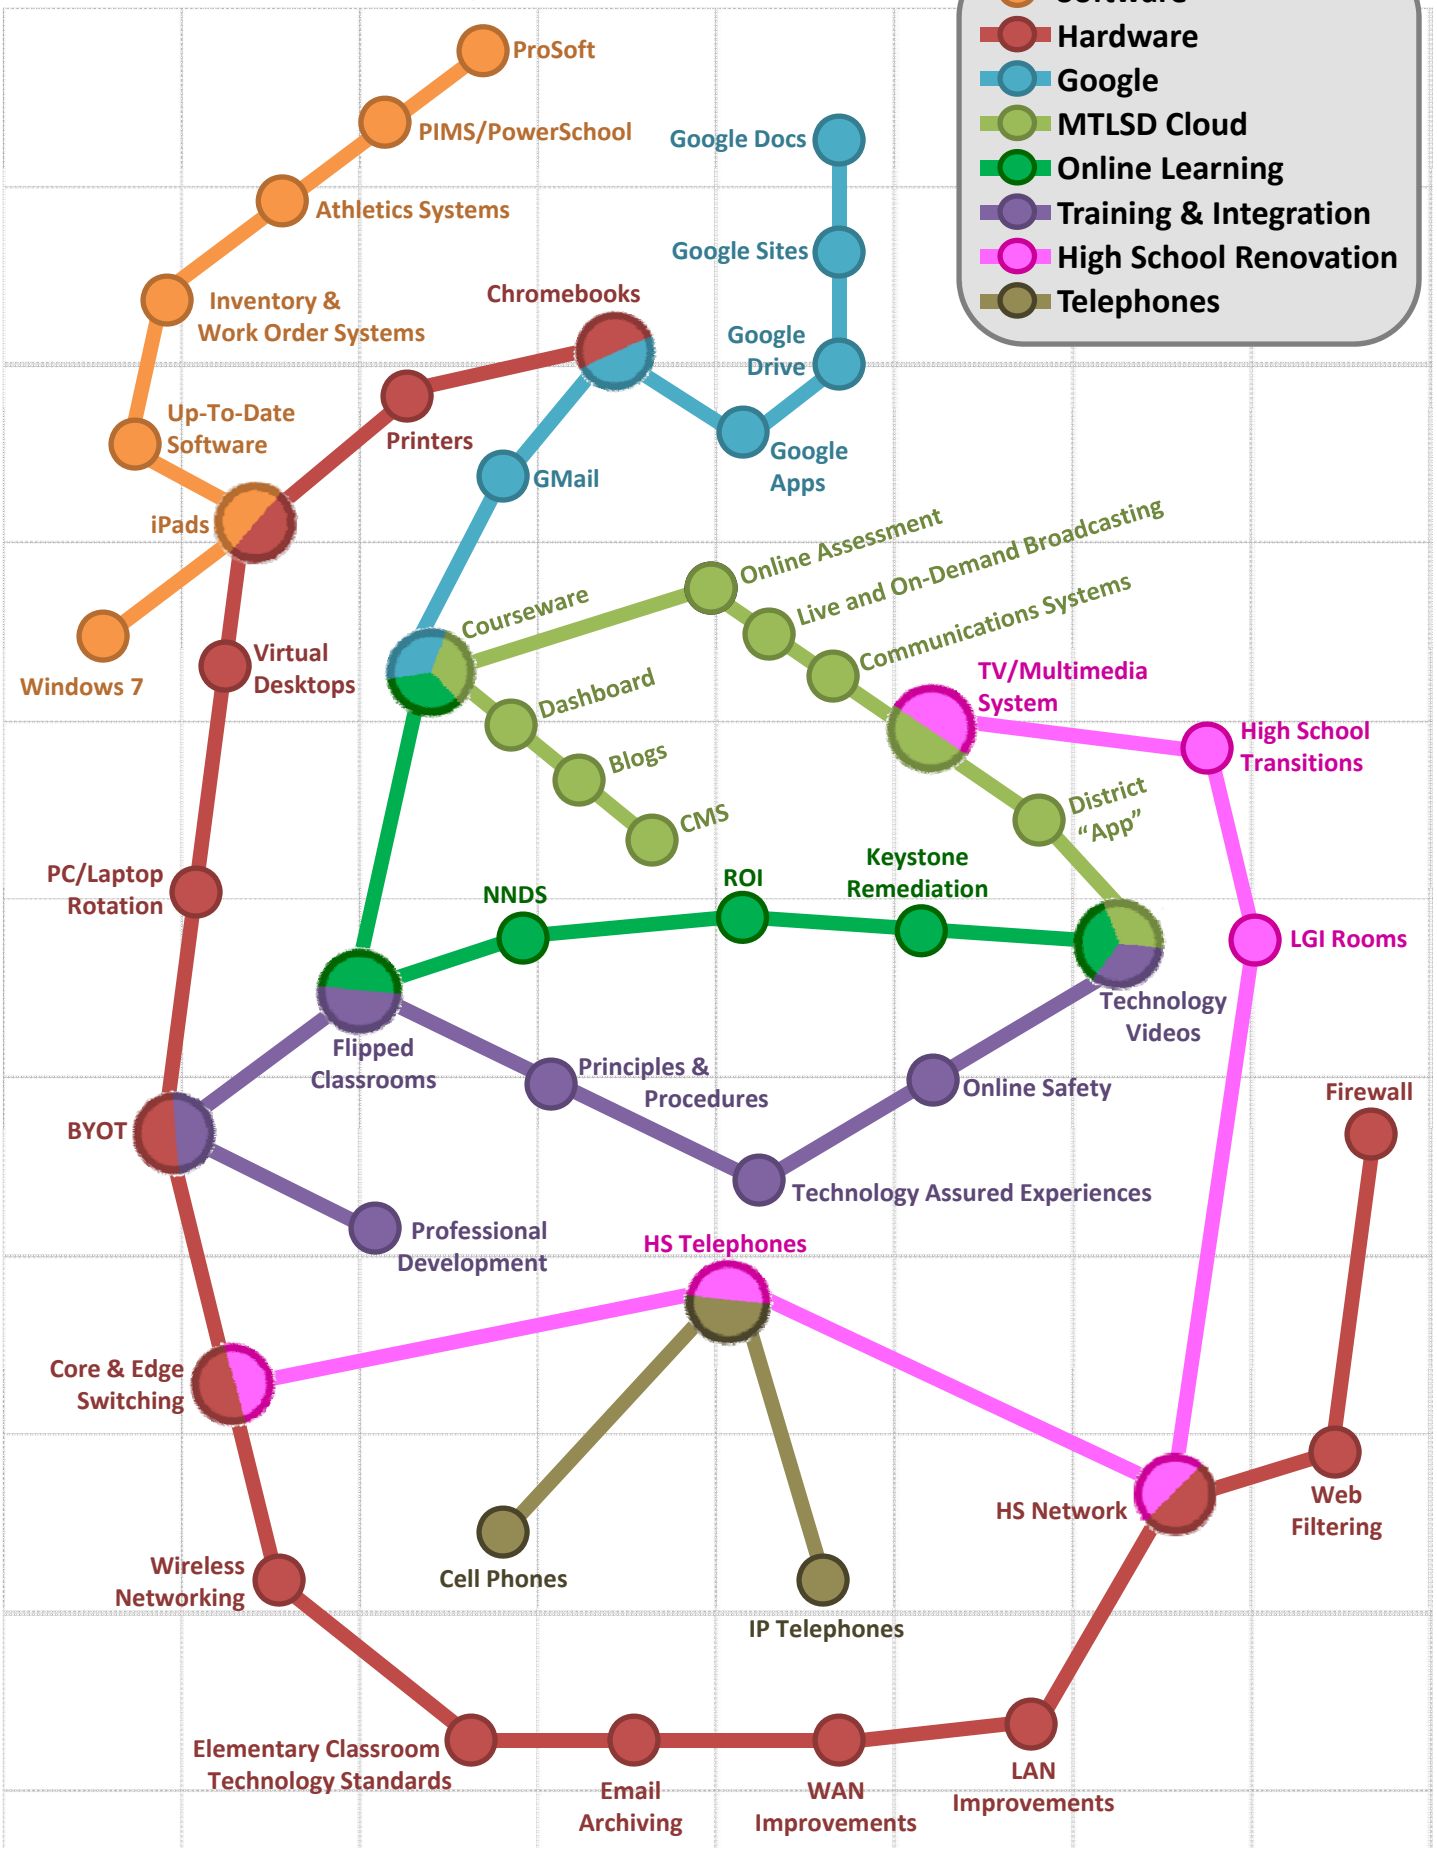 Software
Hardware
Google
MTLSD Cloud
Online Learning
Training & Integration
High School Renovation
Telephones
ProSoft
PIMS/PowerSchool
Athletics Systems
Inventory &
Work Order Systems
Up-To-Date
Software
iPads
Windows 7
Google Docs
Google Sites
Google
Drive
Google
Apps
Chromebooks
Printers
GMail
Courseware
Online Assessment
Live and On-Demand Broadcasting
Communications Systems
Dashboard
Blogs
CMS
TV/Multimedia
System
High School
Transitions
District
“App”
Virtual
Desktops
PC/Laptop
Rotation
NNDS
ROI
Keystone
Remediation
LGI Rooms
Technology
Videos
Flipped
Classrooms
Principles &
Procedures
Online Safety
Technology Assured Experiences
BYOT
Professional
Development
Firewall
HS Telephones
Core & Edge
Switching
HS Network
Web
Filtering
Cell Phones
IP Telephones
Wireless
Networking
Elementary Classroom
Technology Standards
Email
Archiving
WAN
Improvements
LAN
Improvements